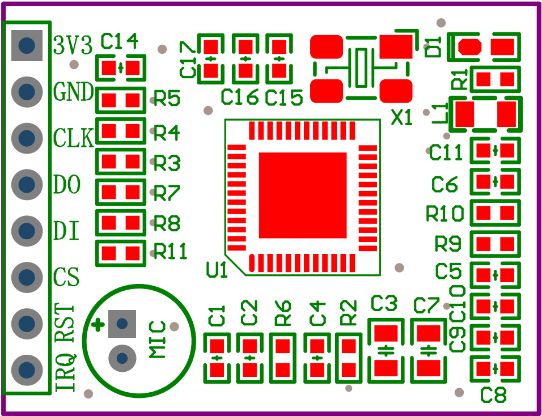 3V3
GND
CLK
DO
DI
CS
RST
IRQ
C14
R5
R4
R3
R7
R8
R11
+
MIC
C17
C16
C15
X1
U1
D1
R1
L1
C11
C6
R10
R9
C5
C10
C9
C8
C1
C2
R6
C4
R2
C3
C7